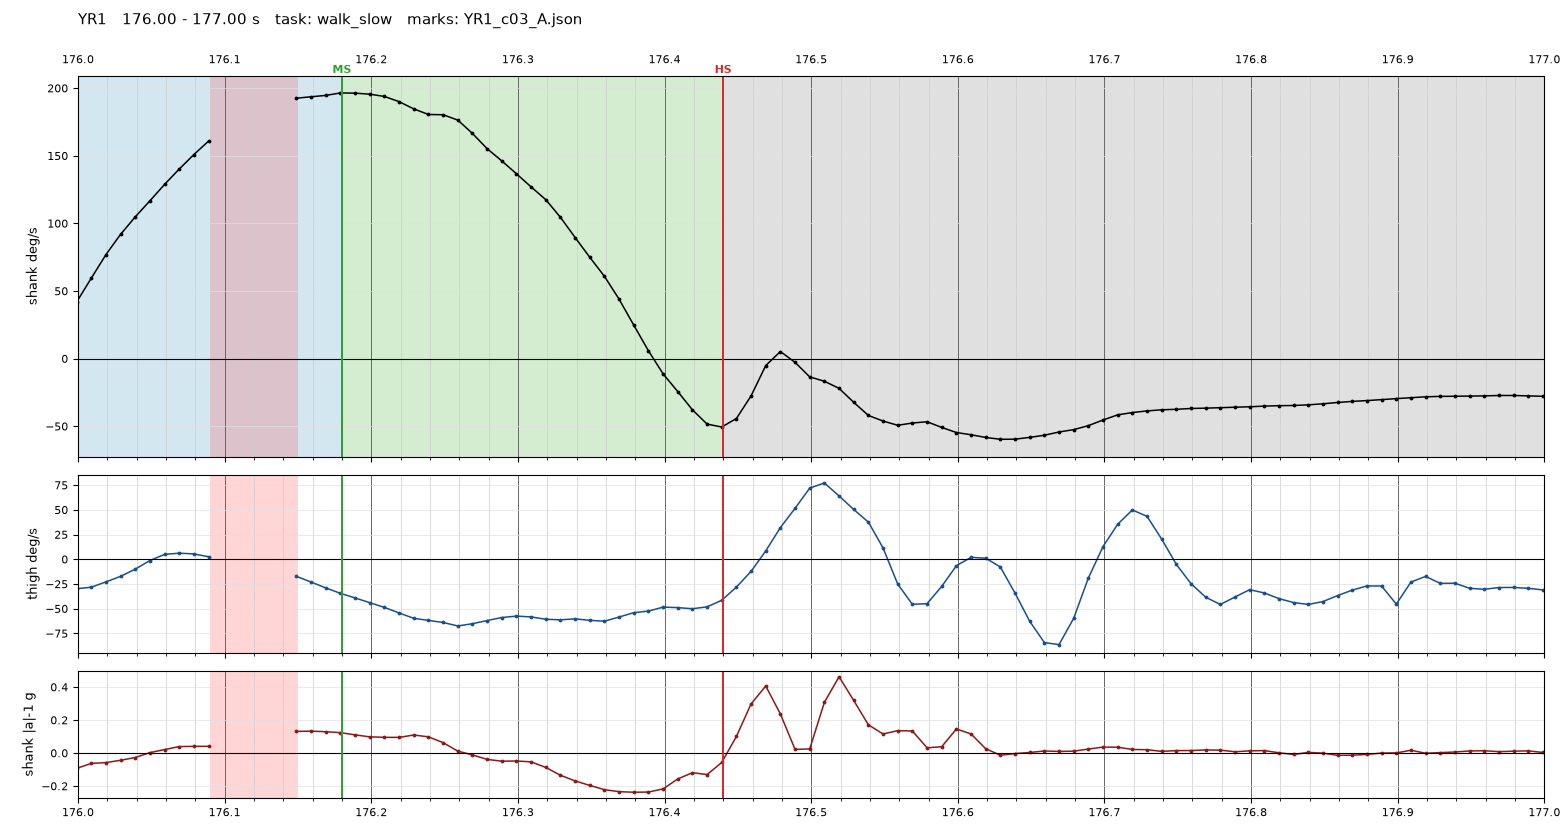 YR1   176.00 - 177.00 s   task: walk_slow   marks: YR1_c03_A.json
176.0 176.1 176.2 176.3 176.4 176.5 176.6 176.7 176.8 176.9 177.0
MS HS
shank deg/s
200
150
100
50
0
−50
thigh deg/s
75
50
25
0
−25
−50
−75
shank |a|-1 g
0.4
0.2
0.0
−0.2
176.0 176.1 176.2 176.3 176.4 176.5 176.6 176.7 176.8 176.9 177.0